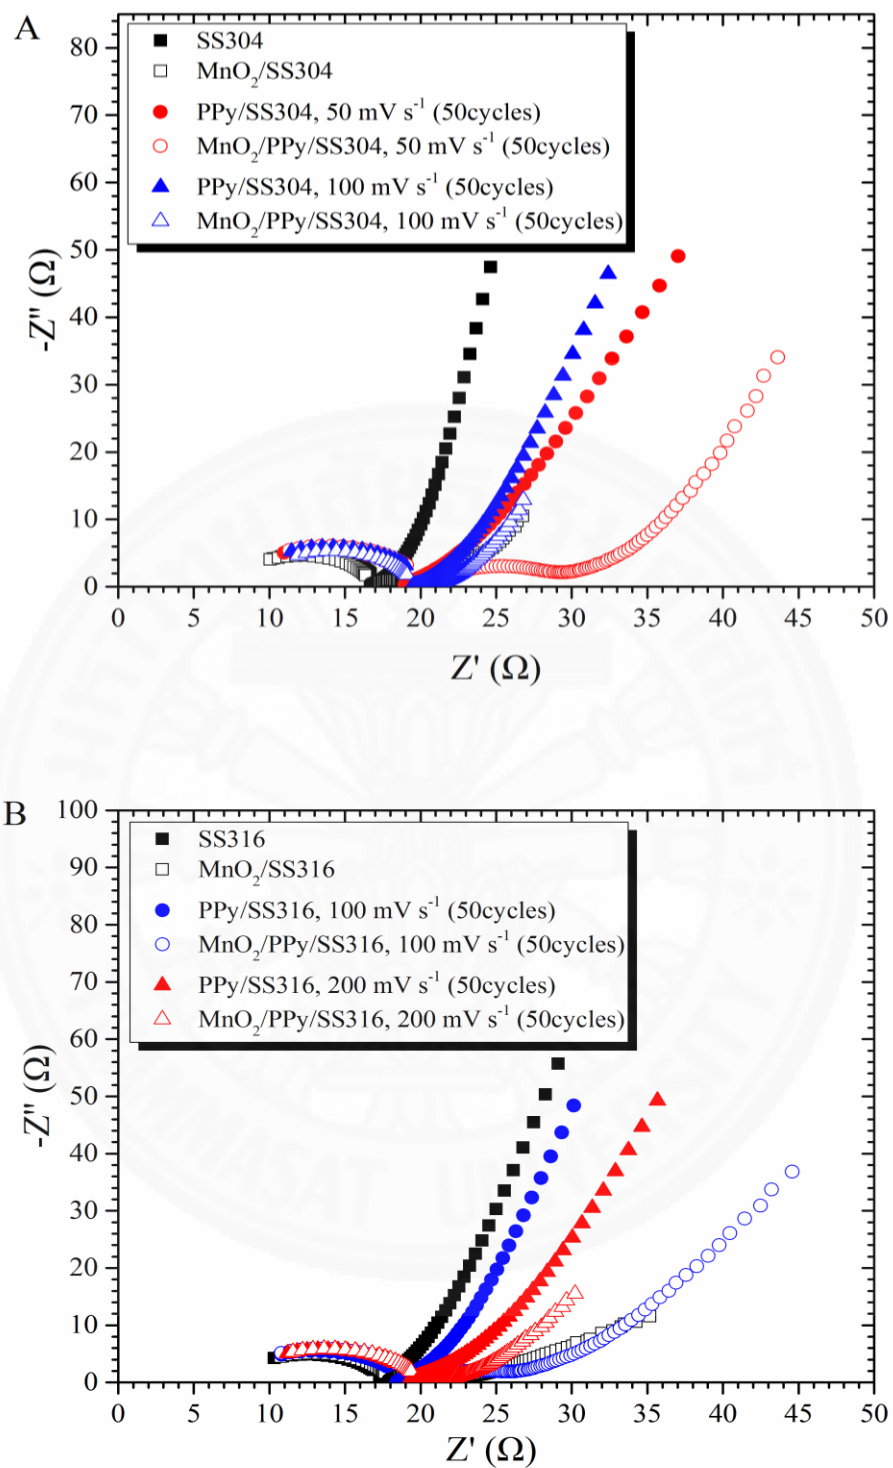 A
SS304
MnO₂/SS304
PPy/SS304, 50 mV s⁻¹ (50cycles)
MnO₂/PPy/SS304, 50 mV s⁻¹ (50cycles)
PPy/SS304, 100 mV s⁻¹ (50cycles)
MnO₂/PPy/SS304, 100 mV s⁻¹ (50cycles)
80
70
60
50
40
30
20
10
0
-Z" (Ω)
0 5 10 15 20 25 30 35 40 45 50
Z' (Ω)
B
SS316
MnO₂/SS316
PPy/SS316, 100 mV s⁻¹ (50cycles)
MnO₂/PPy/SS316, 100 mV s⁻¹ (50cycles)
PPy/SS316, 200 mV s⁻¹ (50cycles)
MnO₂/PPy/SS316, 200 mV s⁻¹ (50cycles)
100
90
80
70
60
50
40
30
20
10
0
-Z" (Ω)
0 5 10 15 20 25 30 35 40 45 50
Z' (Ω)
THAMMASAT UNIVERSITY